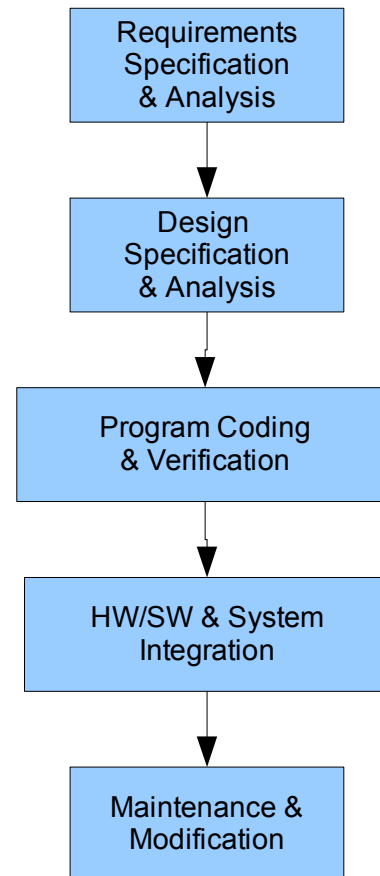 Requirements
Specification
& Analysis
Design
Specification
& Analysis
Program Coding
& Verification
HW/SW & System
Integration
Maintenance &
Modification